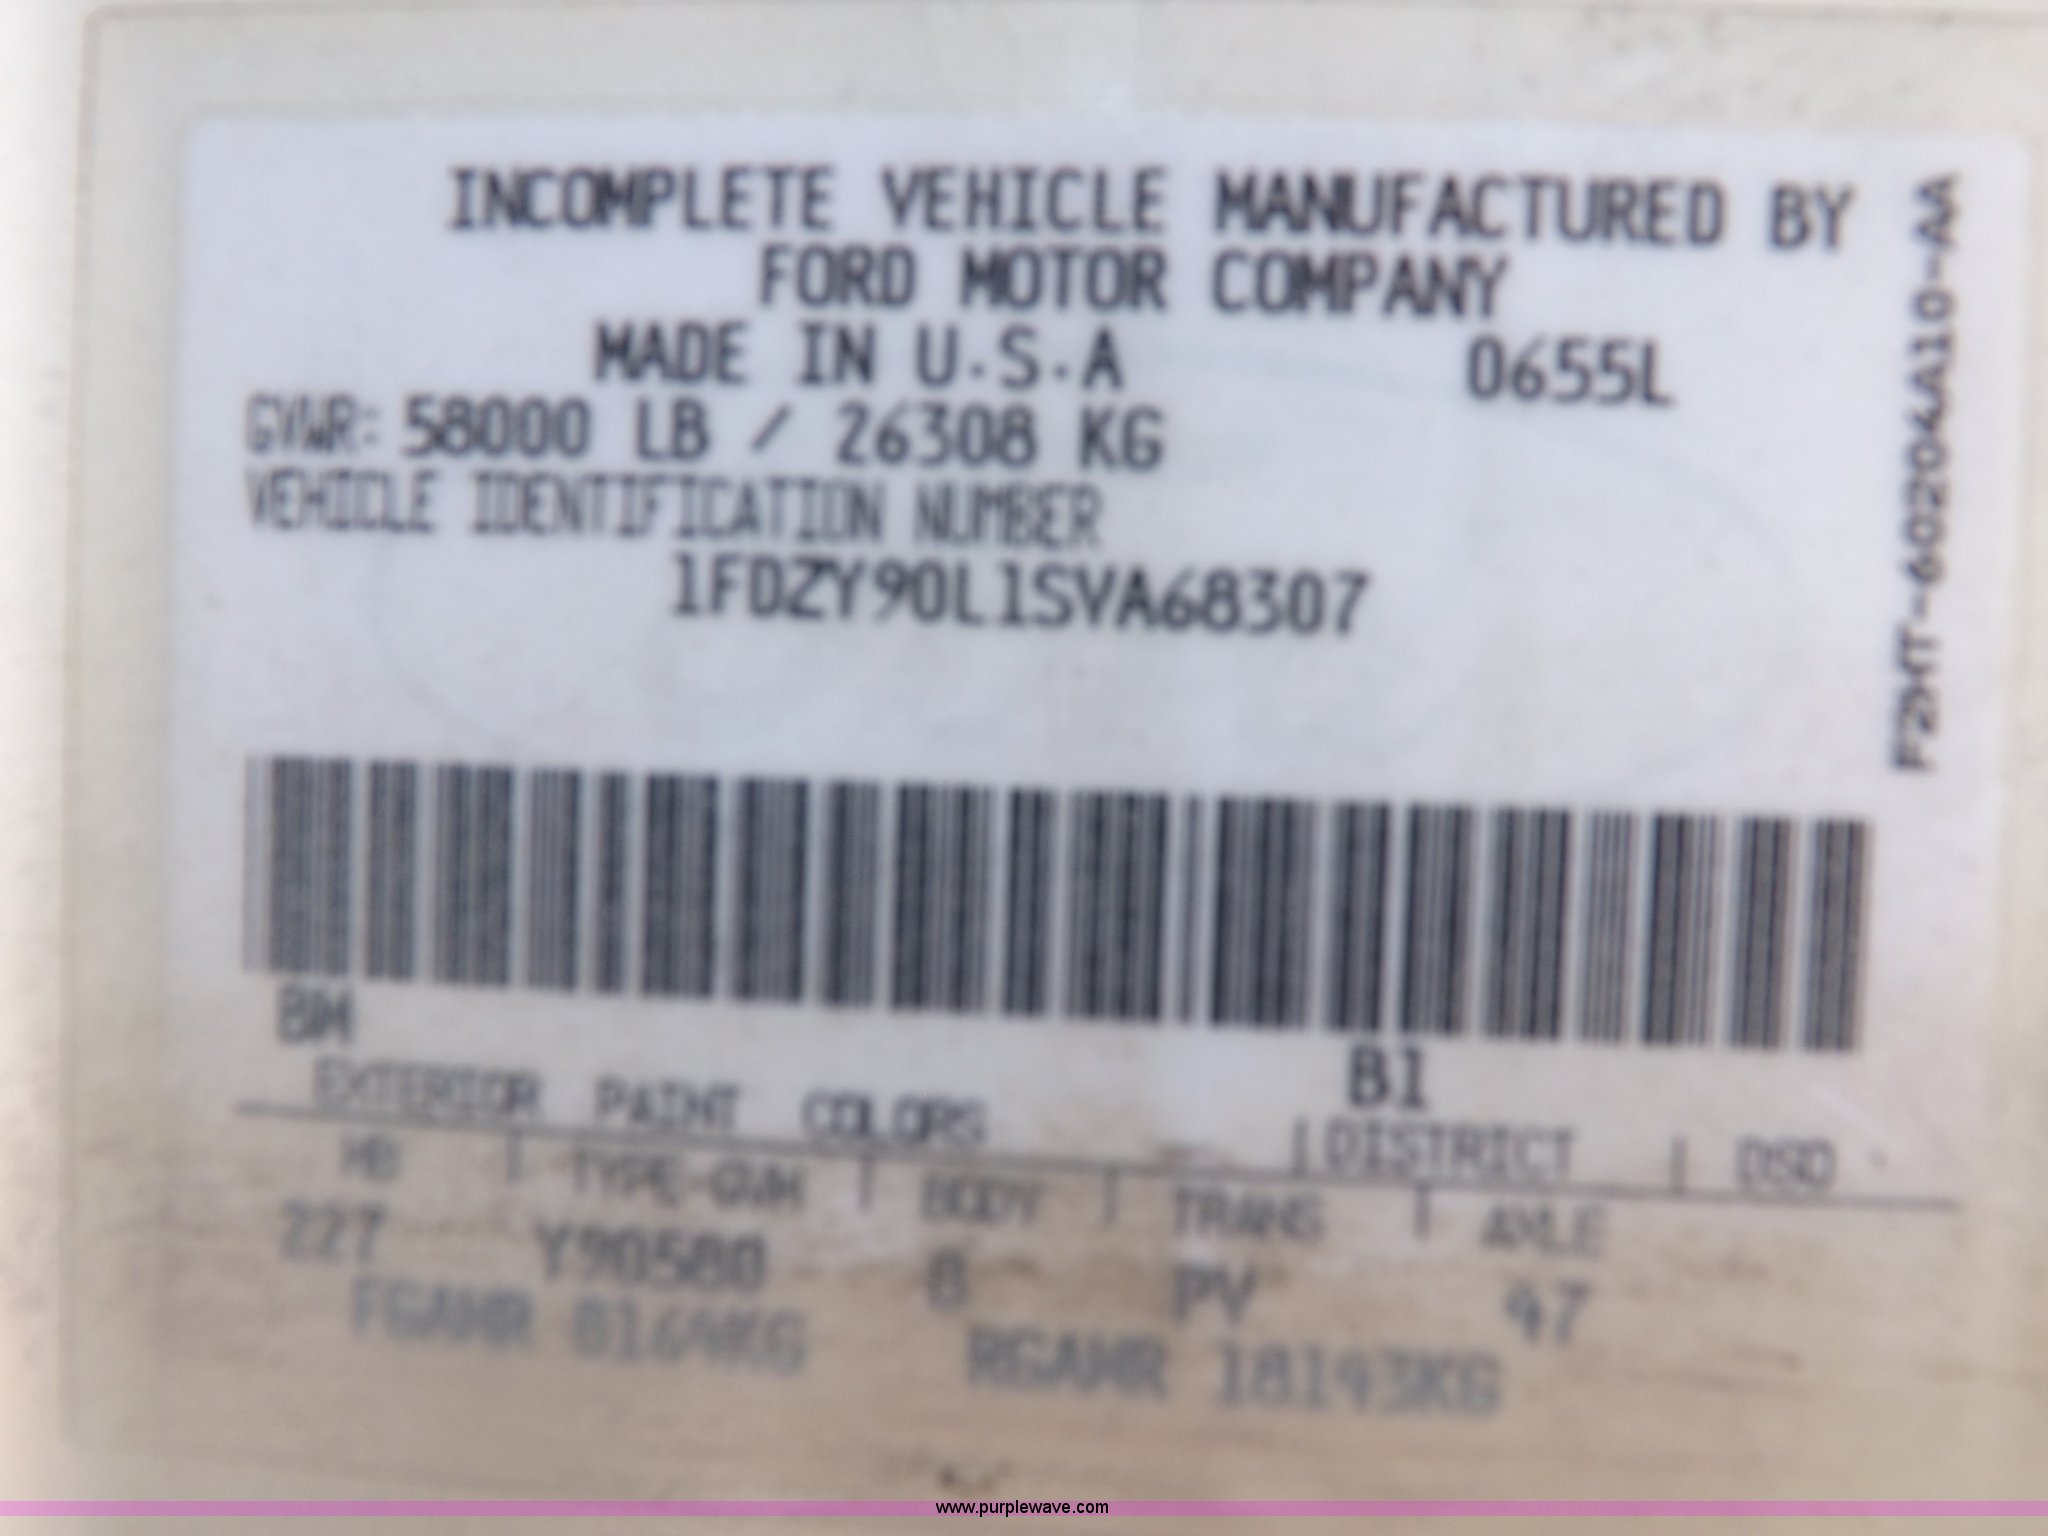 INCOMPLETE VEHICLE MANUFACTURED BY
FORD MOTOR COMPANY
MADE IN U.S.A 0655L
GVWR: 58000 LB / 26308 KG
VEHICLE IDENTIFICATION NUMBER
1FDZY90L1SVA68307
F2HT-60204A10-AA
BM
B1
EXTERIOR PAINT COLORS | DISTRICT | DSO
WB | TYPE-GVW | BODY | TRANS | AXLE
227 Y90580 B PV 47
FGAWR 8164KG RGAWR 18143KG
www.purplewave.com